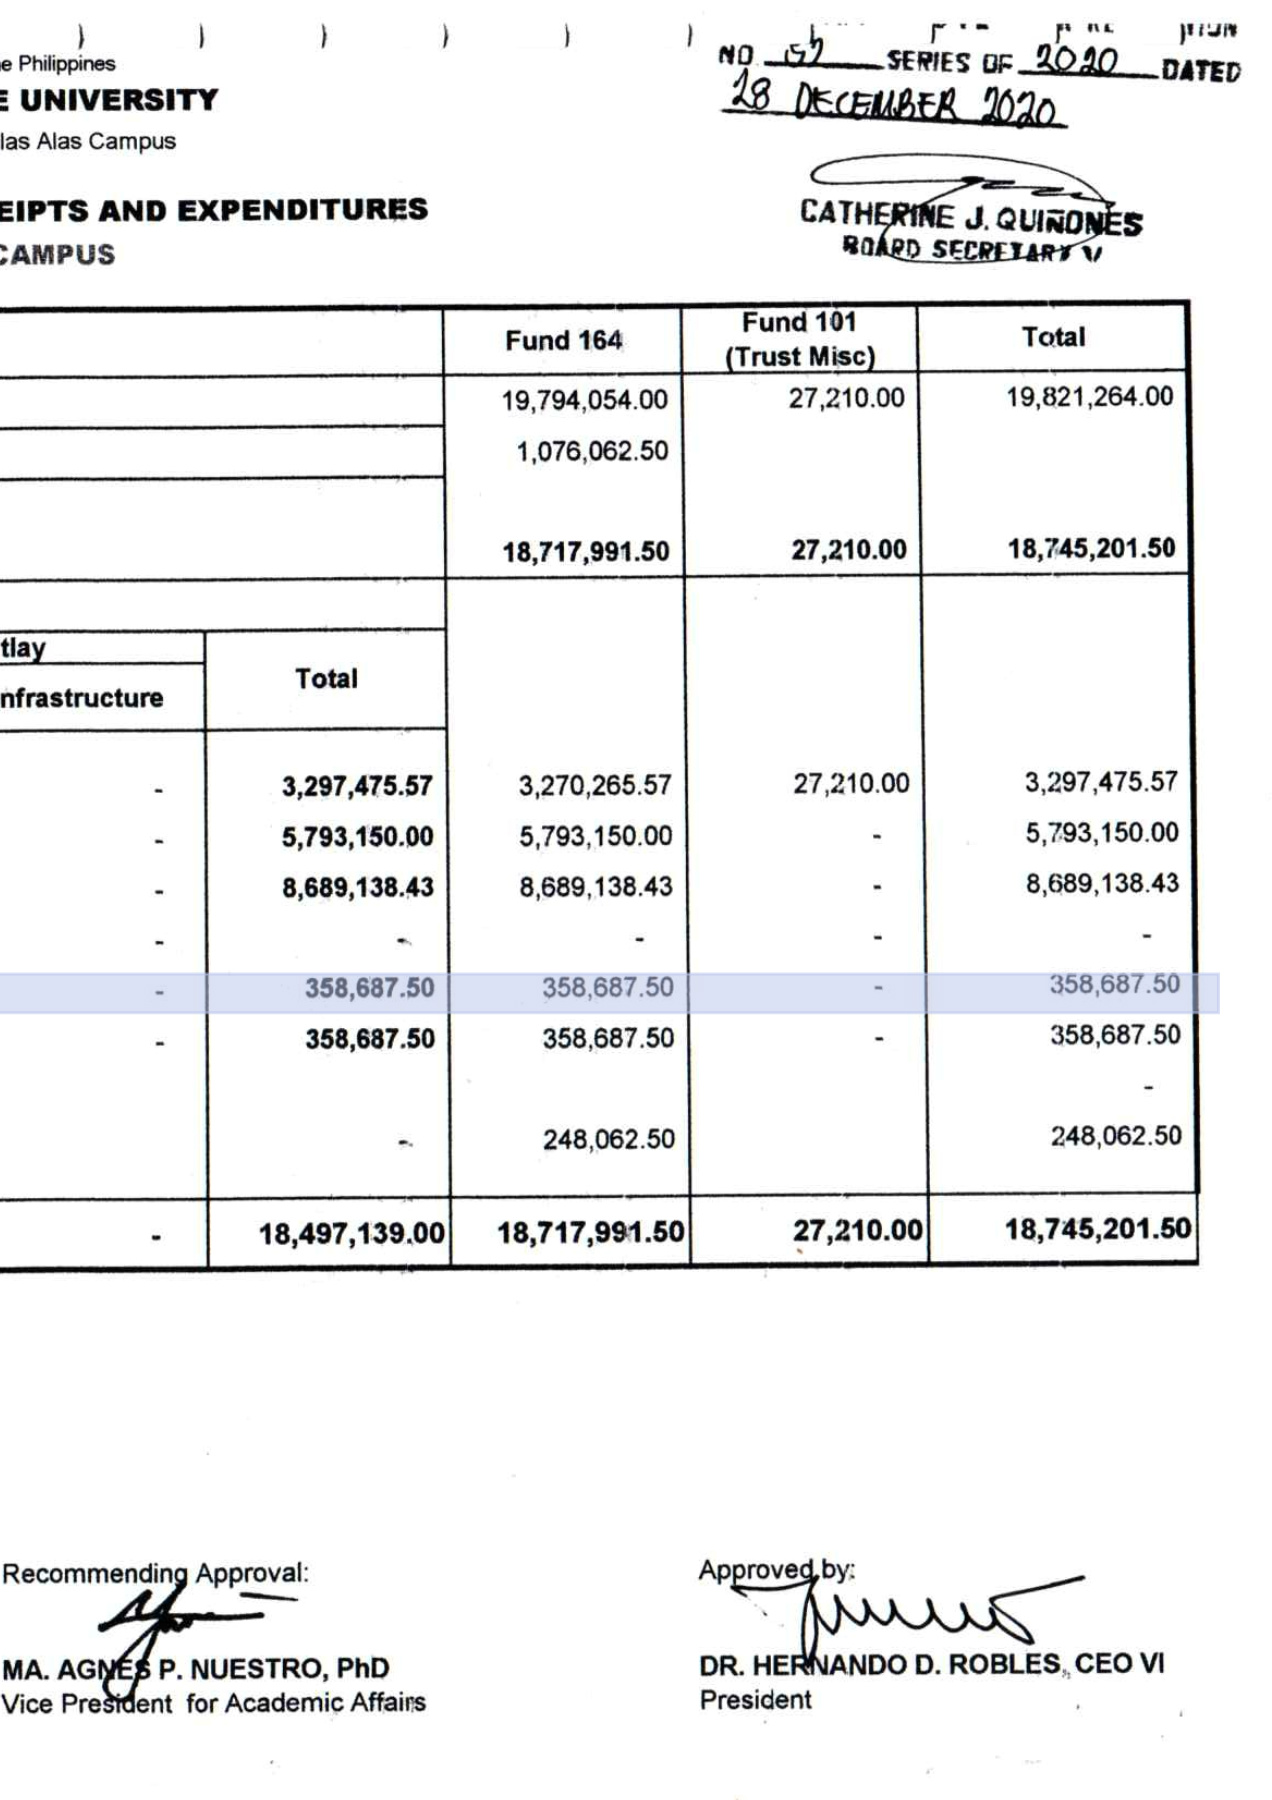 NO. 52 SERIES OF 2020 DATED
28 DECEMBER 2020
e Philippines
E UNIVERSITY
las Alas Campus
CATHERINE J. QUIÑONES
BOARD SECRETARY V
EIPTS AND EXPENDITURES
CAMPUS
Fund 164 Fund 101 Total
(Trust Misc)
19,794,054.00 27,210.00 19,821,264.00
1,076,062.50
18,717,991.50 27,210.00 18,745,201.50
tlay
Total
nfrastructure
- 3,297,475.57 3,270,265.57 27,210.00 3,297,475.57
- 5,793,150.00 5,793,150.00 - 5,793,150.00
- 8,689,138.43 8,689,138.43 - 8,689,138.43
- - - - -
- 358,687.50 358,687.50 - 358,687.50
- 358,687.50 358,687.50 - 358,687.50
-
- 248,062.50 248,062.50
- 18,497,139.00 18,717,991.50 27,210.00 18,745,201.50
Recommending Approval: Approved by:
MA. AGNES P. NUESTRO, PhD DR. HERNANDO D. ROBLES, CEO VI
Vice President for Academic Affairs President